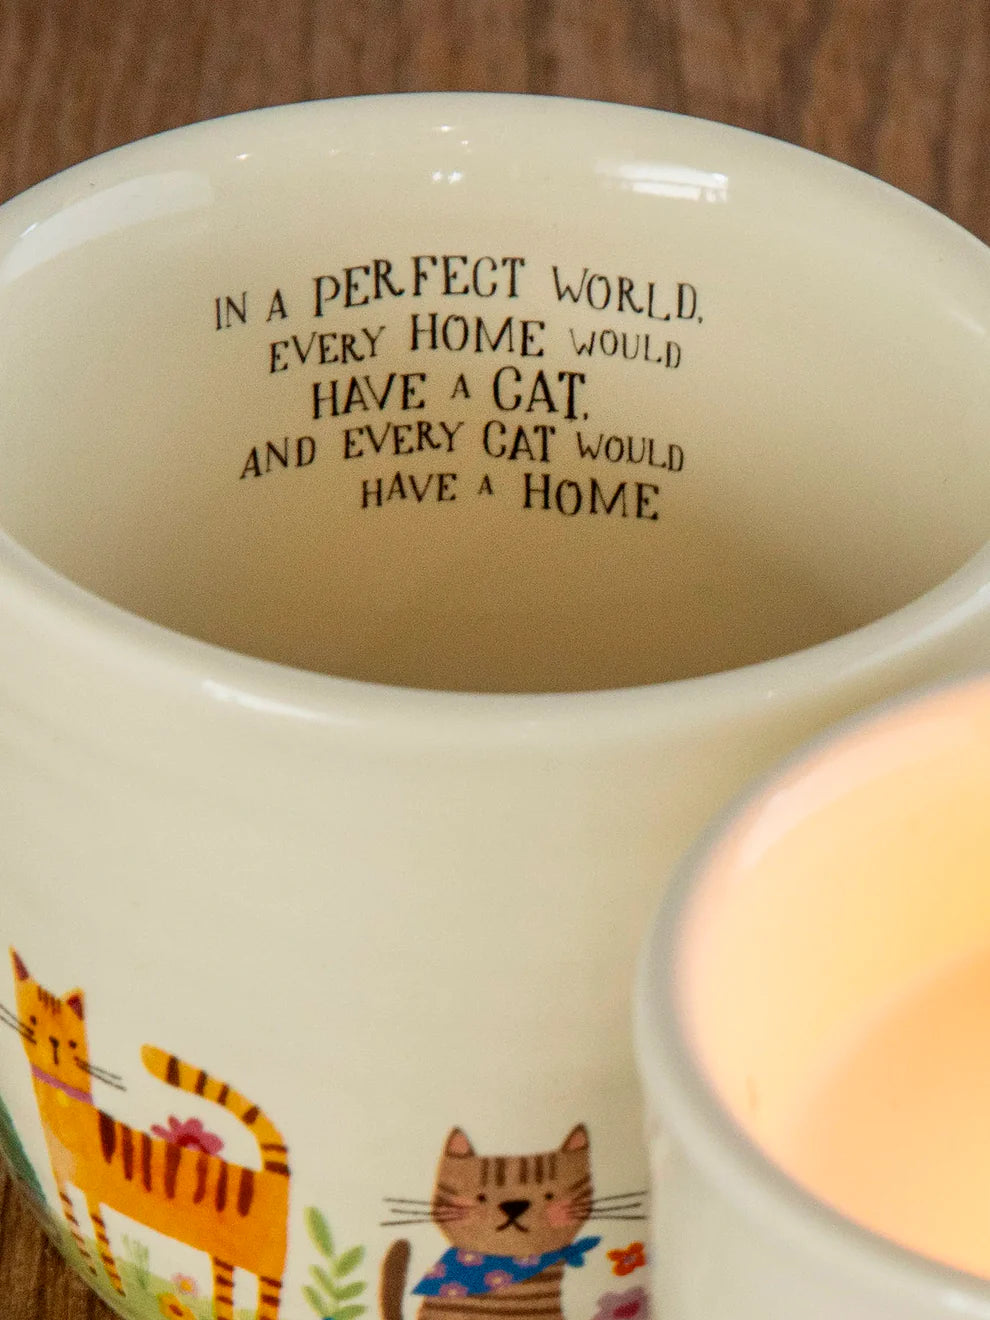 IN A PERFECT WORLD,
EVERY HOME WOULD
HAVE A CAT,
AND EVERY CAT WOULD
HAVE A HOME